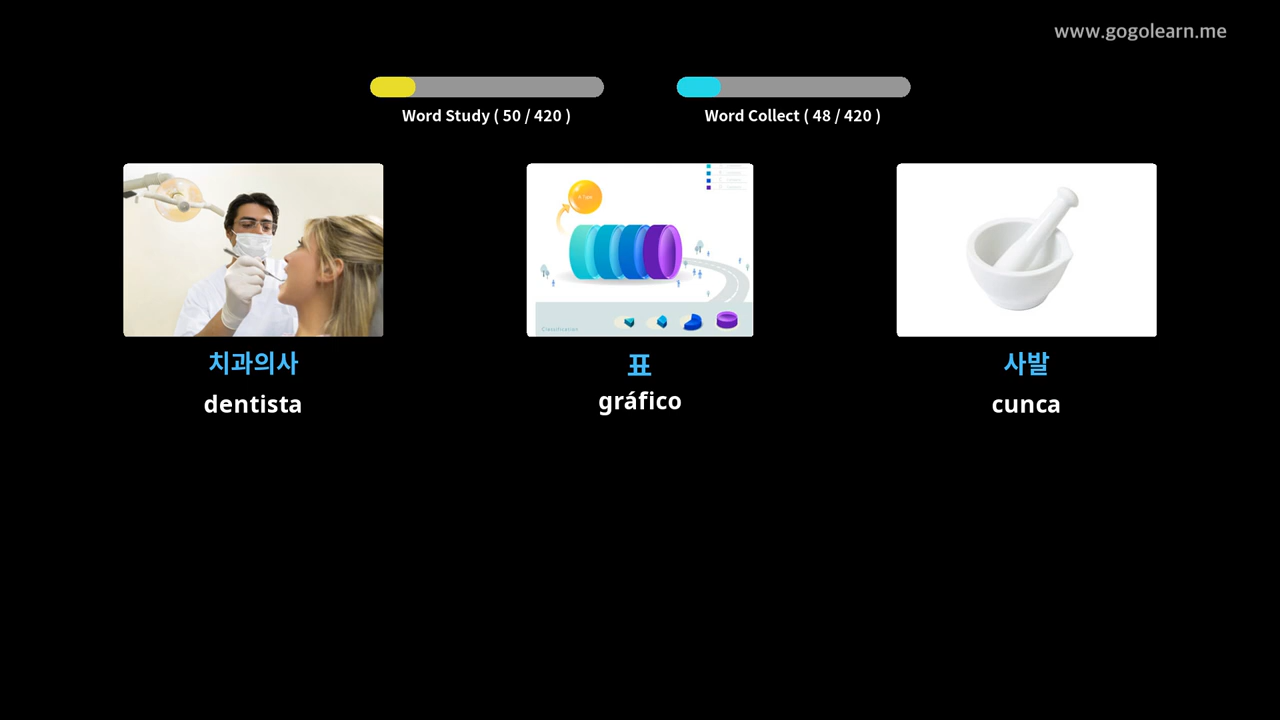 www.gogolearn.me
Word Study ( 50 / 420 )
Word Collect ( 48 / 420 )
치과의사
표
사발
dentista
gráfico
cunca